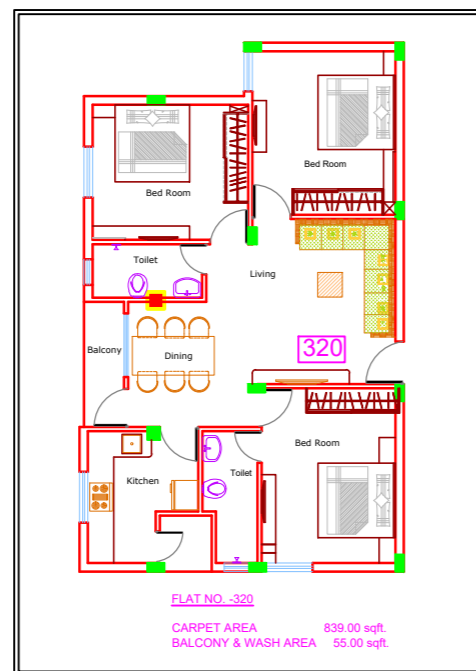 Bed Room
Bed Room
Toilet
Living
Balcony
Dining
320
Bed Room
Kitchen
Toilet
FLAT NO. -320
CARPET AREA 839.00 sqft.
BALCONY & WASH AREA 55.00 sqft.